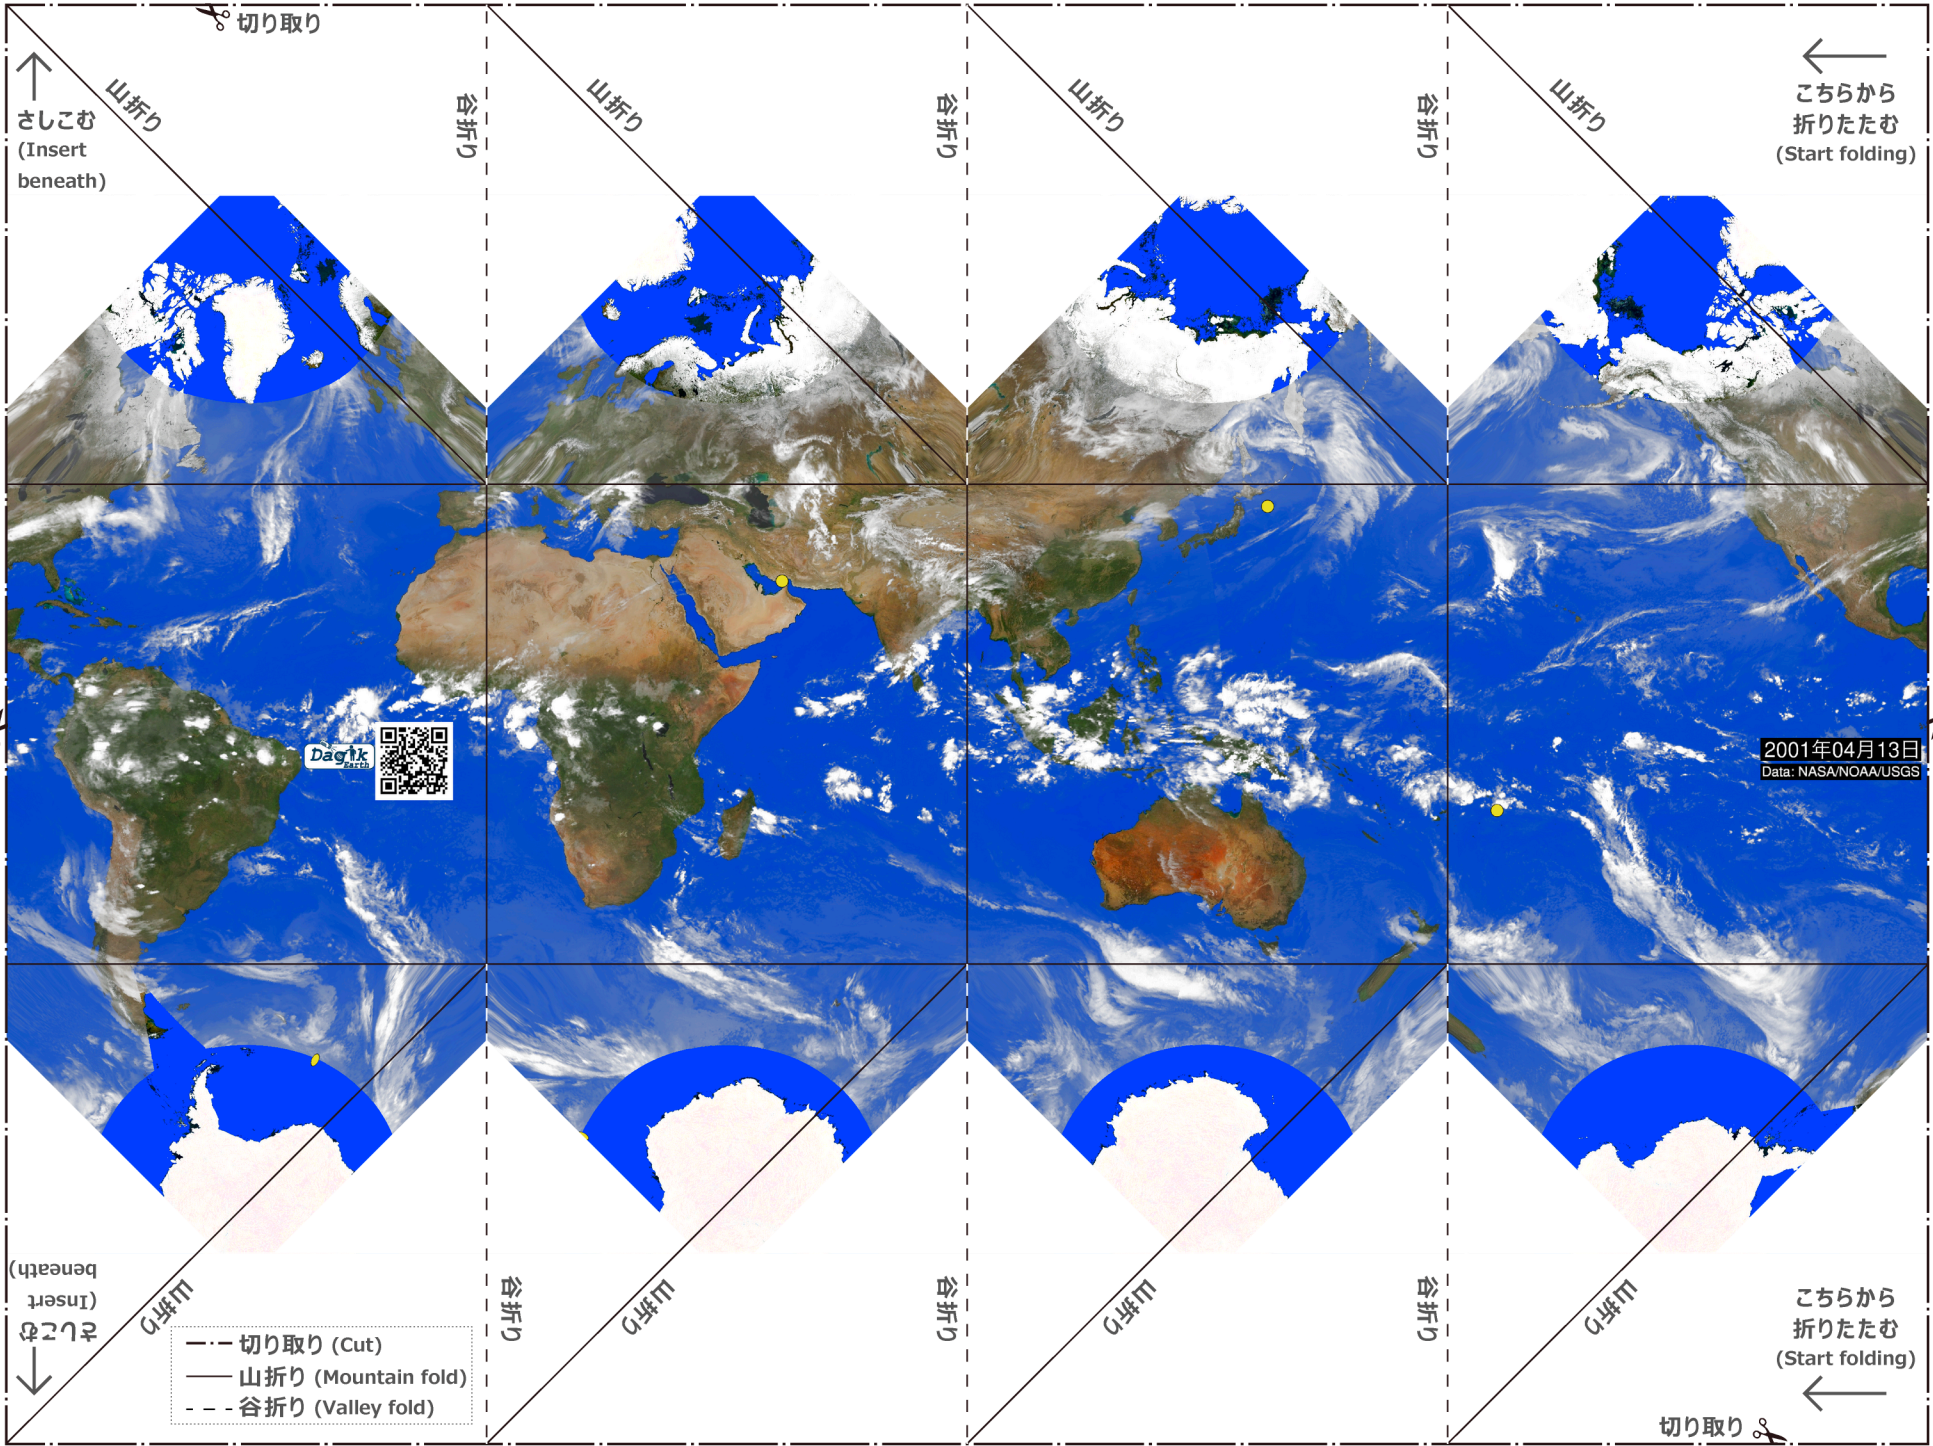 切り取り
山折り
谷折り
山折り
谷折り
山折り
谷折り
山折り
さしこむ
(Insert
beneath)
こちらから
折りたたむ
(Start folding)
Dagik
Earth
2001年04月13日
Data: NASA/NOAA/USGS
さしこむ
(Insert
beneath)
山折り
谷折り
山折り
谷折り
山折り
谷折り
山折り
こちらから
折りたたむ
(Start folding)
切り取り (Cut)
山折り (Mountain fold)
谷折り (Valley fold)
切り取り